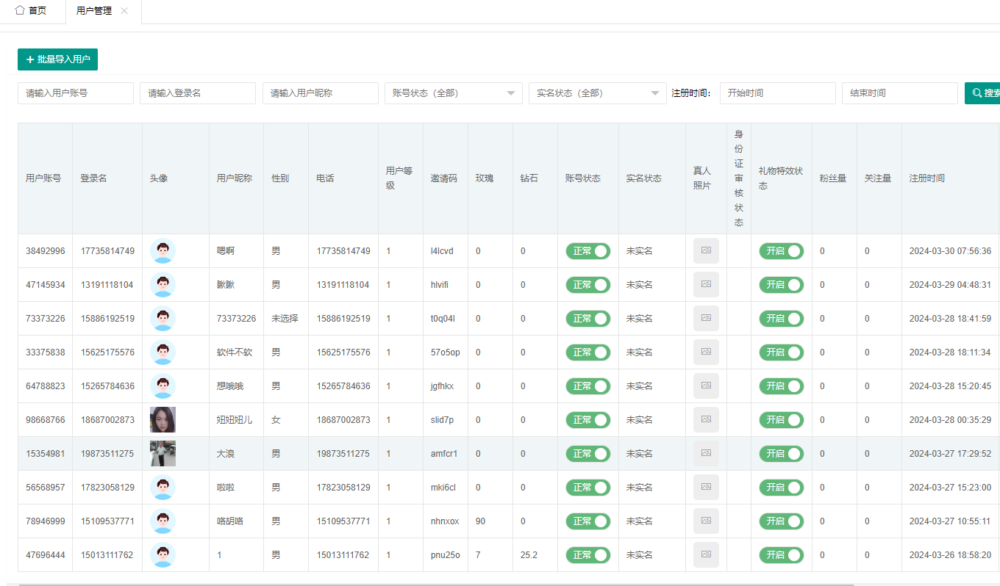 首页 用户管理
批量导入用户
请输入用户账号 请输入登录名 请输入用户昵称 账号状态（全部） 实名状态（全部） 注册时间： 开始时间 结束时间 搜索
用户账号 登录名 头像 用户昵称 性别 电话 用户等级 邀请码 玫瑰 钻石 账号状态 实名状态 真人照片 身份证审核状态 礼物特效状态 粉丝量 关注量 注册时间
38492996 17735814749 嗯啊 男 17735814749 1 l4lcvd 0 0 正常 未实名 开启 0 0 2024-03-30 07:56:36
47145934 13191118104 瞅瞅 男 13191118104 1 hlvifi 0 0 正常 未实名 开启 0 0 2024-03-29 04:48:31
73373226 15886192519 73373226 未选择 15886192519 1 t0q04l 0 0 正常 未实名 开启 0 0 2024-03-28 18:41:59
33375838 15625175576 软件不软 男 15625175576 1 57o5op 0 0 正常 未实名 开启 0 0 2024-03-28 18:11:34
64788823 15265784636 想哦哦 男 15265784636 1 jgfhkx 0 0 正常 未实名 开启 0 0 2024-03-28 15:20:45
98668766 18687002873 妞妞妞儿 女 18687002873 1 slid7p 0 0 正常 未实名 开启 0 0 2024-03-28 00:35:29
15354981 19873511275 大浪 男 19873511275 1 amfcr1 0 0 正常 未实名 开启 0 0 2024-03-27 17:29:52
56568957 17823058129 啦啦 男 17823058129 1 mki6cl 0 0 正常 未实名 开启 0 0 2024-03-27 15:23:00
78946999 15109537771 咯胡咯 男 15109537771 1 nhnxox 90 0 正常 未实名 开启 0 0 2024-03-27 10:55:11
47696444 15013111762 1 男 15013111762 1 pnu25o 7 25.2 正常 未实名 开启 0 0 2024-03-26 18:58:20